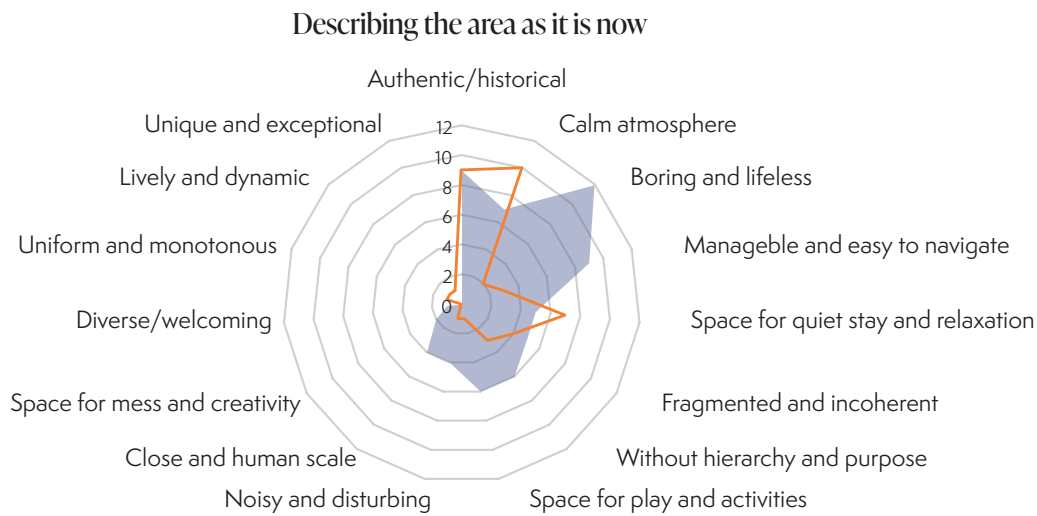 Describing the area as it is now
Authentic/historical
Unique and exceptional
Calm atmosphere
Lively and dynamic
Boring and lifeless
Uniform and monotonous
Manageble and easy to navigate
Diverse/welcoming
Space for quiet stay and relaxation
Space for mess and creativity
Fragmented and incoherent
Close and human scale
Without hierarchy and purpose
Noisy and disturbing
Space for play and activities
12
10
8
6
4
2
0